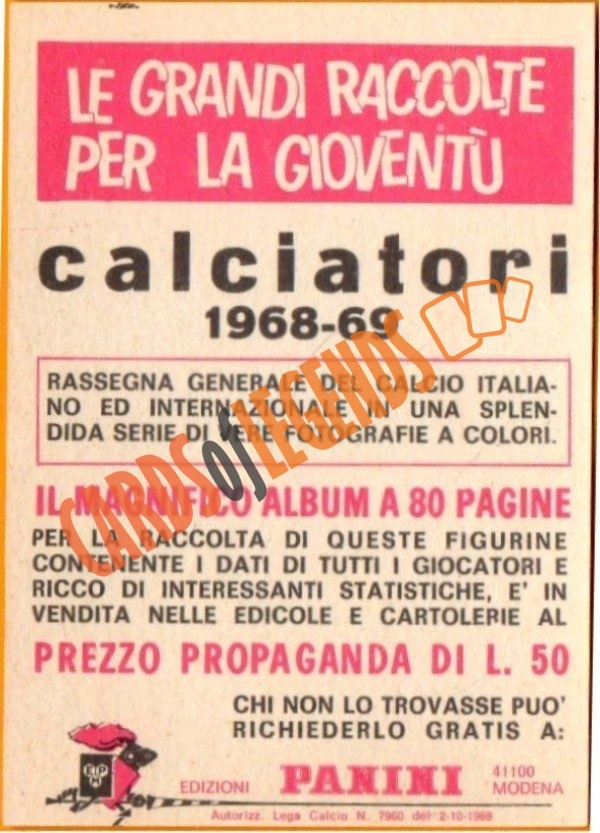 LE GRANDI RACCOLTE
PER LA GIOVENTÙ
calciatori
1968-69
RASSEGNA GENERALE DEL CALCIO ITALIA-
NO ED INTERNAZIONALE IN UNA SPLEN-
DIDA SERIE DI VERE FOTOGRAFIE A COLORI.
CARDS of LEGENDS
IL MAGNIFICO ALBUM A 80 PAGINE
PER LA RACCOLTA DI QUESTE FIGURINE
CONTENENTE I DATI DI TUTTI I GIOCATORI E
RICCO DI INTERESSANTI STATISTICHE, E' IN
VENDITA NELLE EDICOLE E CARTOLERIE AL
PREZZO PROPAGANDA DI L. 50
CHI NON LO TROVASSE PUO'
RICHIEDERLO GRATIS A:
EDIZIONI PANINI 41100
MODENA
Autorizz. Lega Calcio N. 7960 del 2-10-1968